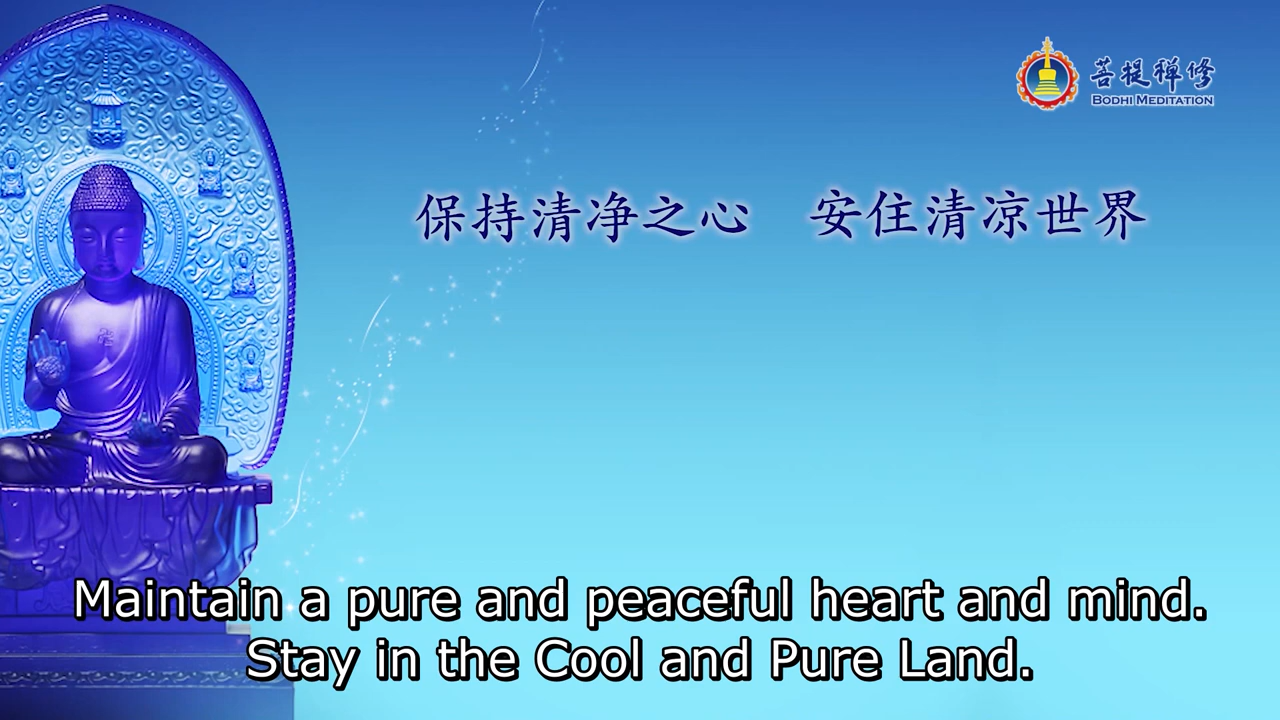 菩提禅修
BODHI MEDITATION
保持清净之心　安住清凉世界
Maintain a pure and peaceful heart and mind.
Stay in the Cool and Pure Land.